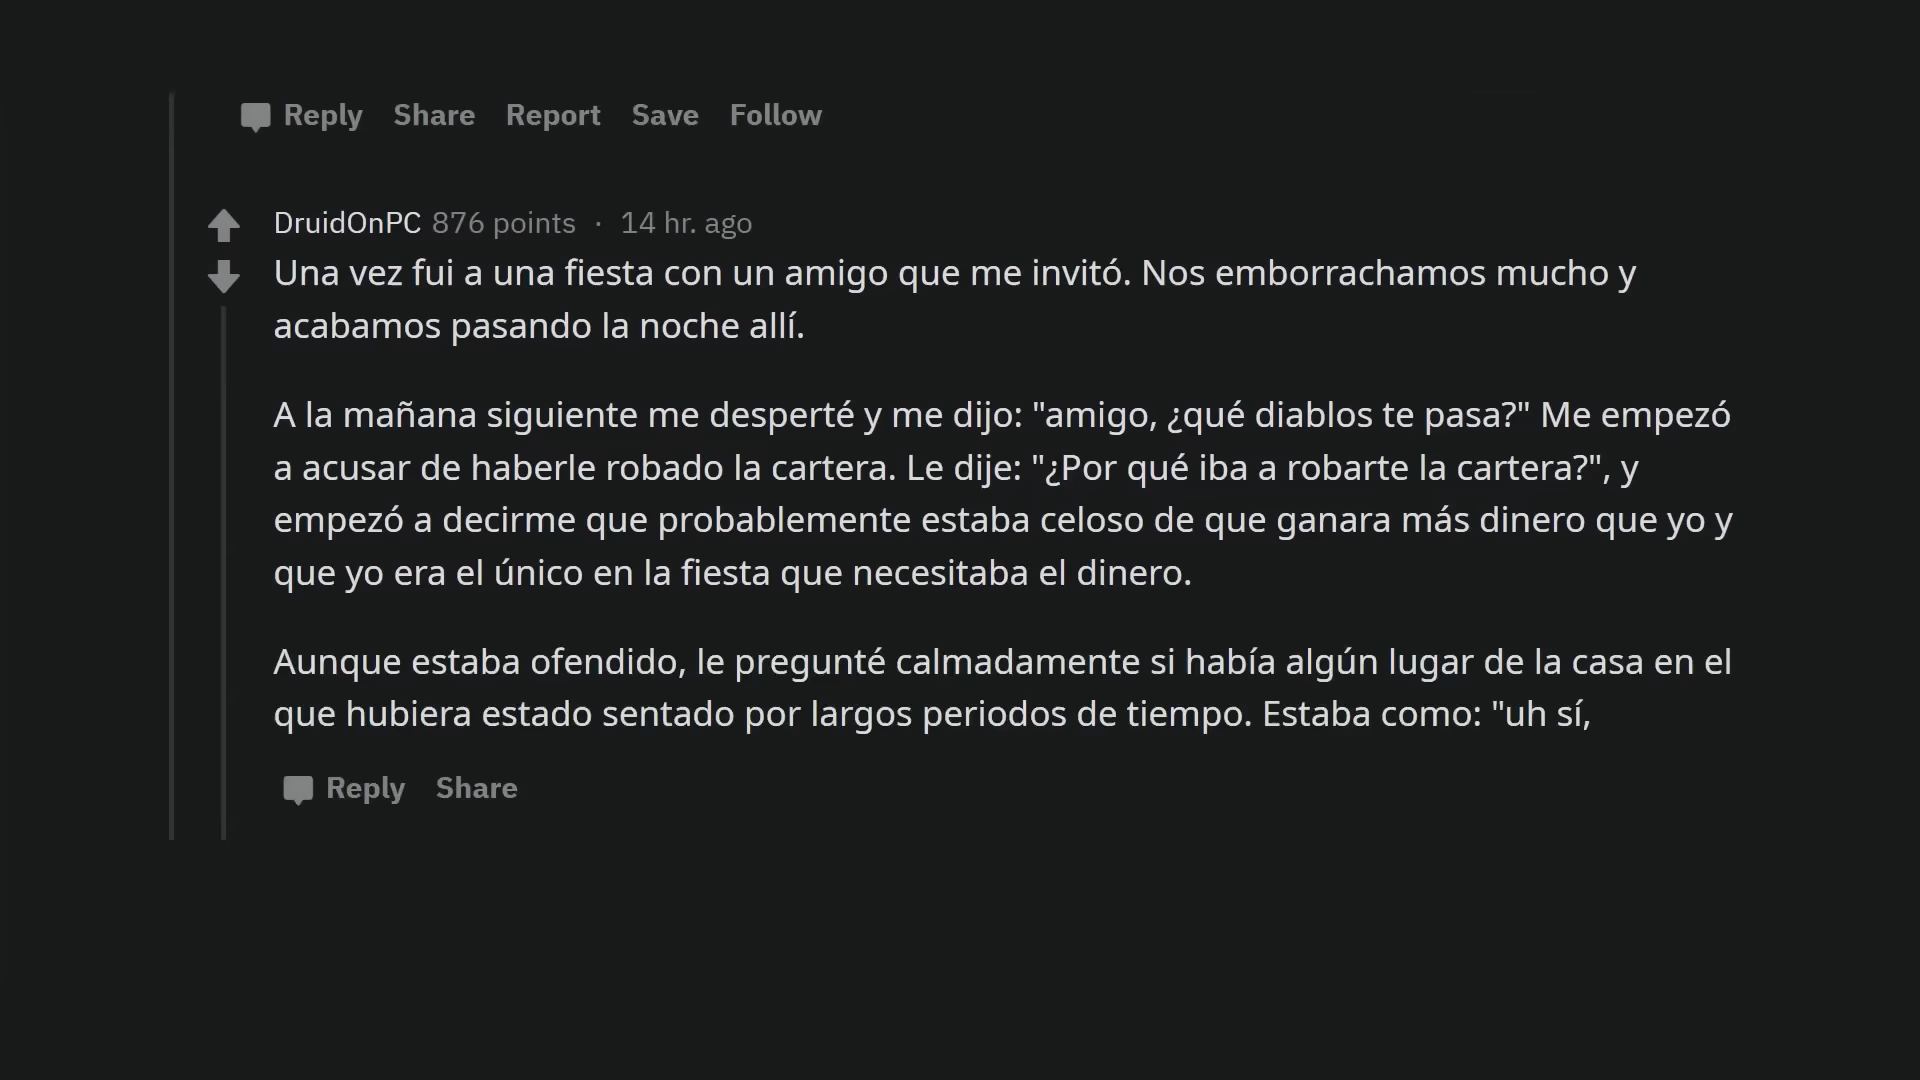 Reply Share Report Save Follow
DruidOnPC 876 points · 14 hr. ago
Una vez fui a una fiesta con un amigo que me invitó. Nos emborrachamos mucho y
acabamos pasando la noche allí.
A la mañana siguiente me desperté y me dijo: "amigo, ¿qué diablos te pasa?" Me empezó
a acusar de haberle robado la cartera. Le dije: "¿Por qué iba a robarte la cartera?", y
empezó a decirme que probablemente estaba celoso de que ganara más dinero que yo y
que yo era el único en la fiesta que necesitaba el dinero.
Aunque estaba ofendido, le pregunté calmadamente si había algún lugar de la casa en el
que hubiera estado sentado por largos periodos de tiempo. Estaba como: "uh sí,
Reply Share